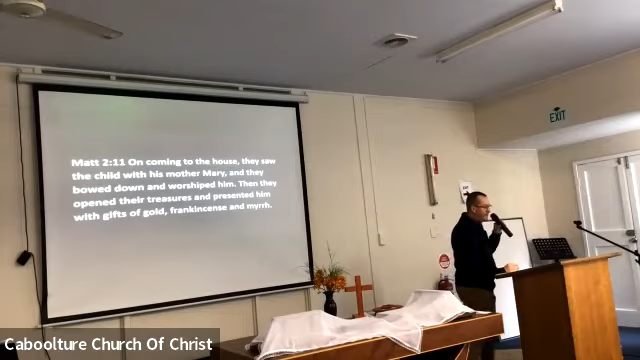 Matt 2:11 On coming to the house, they saw
the child with his mother Mary, and they
bowed down and worshiped him. Then they
opened their treasures and presented him
with gifts of gold, frankincense and myrrh.
EXIT
Caboolture Church Of Christ